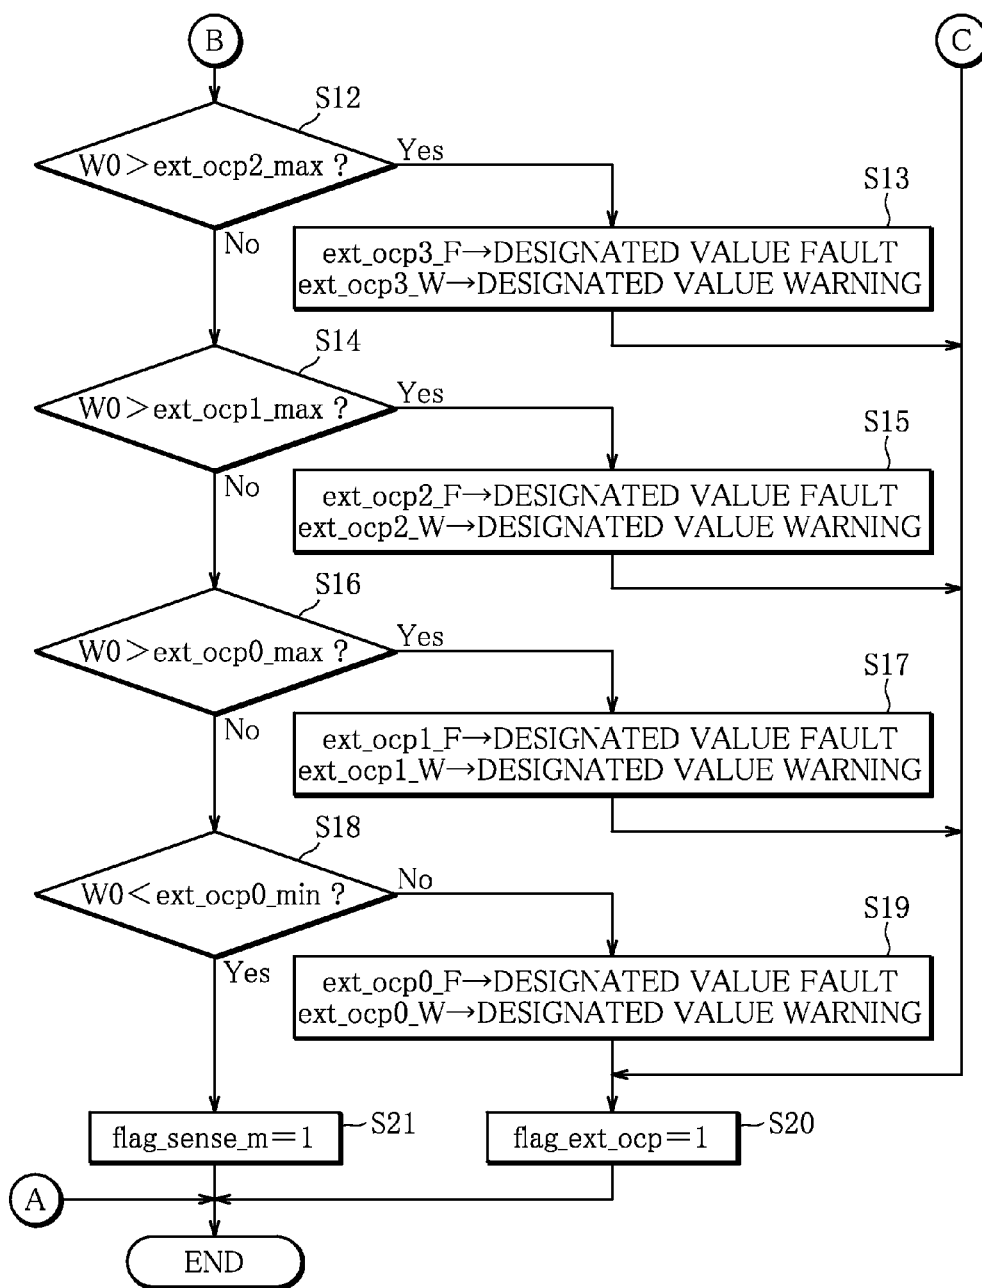 B
C
S12
W0＞ext_ocp2_max ?
Yes
No
S13
ext_ocp3_F→DESIGNATED VALUE FAULT
ext_ocp3_W→DESIGNATED VALUE WARNING
S14
W0＞ext_ocp1_max ?
Yes
No
S15
ext_ocp2_F→DESIGNATED VALUE FAULT
ext_ocp2_W→DESIGNATED VALUE WARNING
S16
W0＞ext_ocp0_max ?
Yes
No
S17
ext_ocp1_F→DESIGNATED VALUE FAULT
ext_ocp1_W→DESIGNATED VALUE WARNING
S18
W0＜ext_ocp0_min ?
No
Yes
S19
ext_ocp0_F→DESIGNATED VALUE FAULT
ext_ocp0_W→DESIGNATED VALUE WARNING
flag_sense_m＝1
S21
flag_ext_ocp＝1
S20
A
END